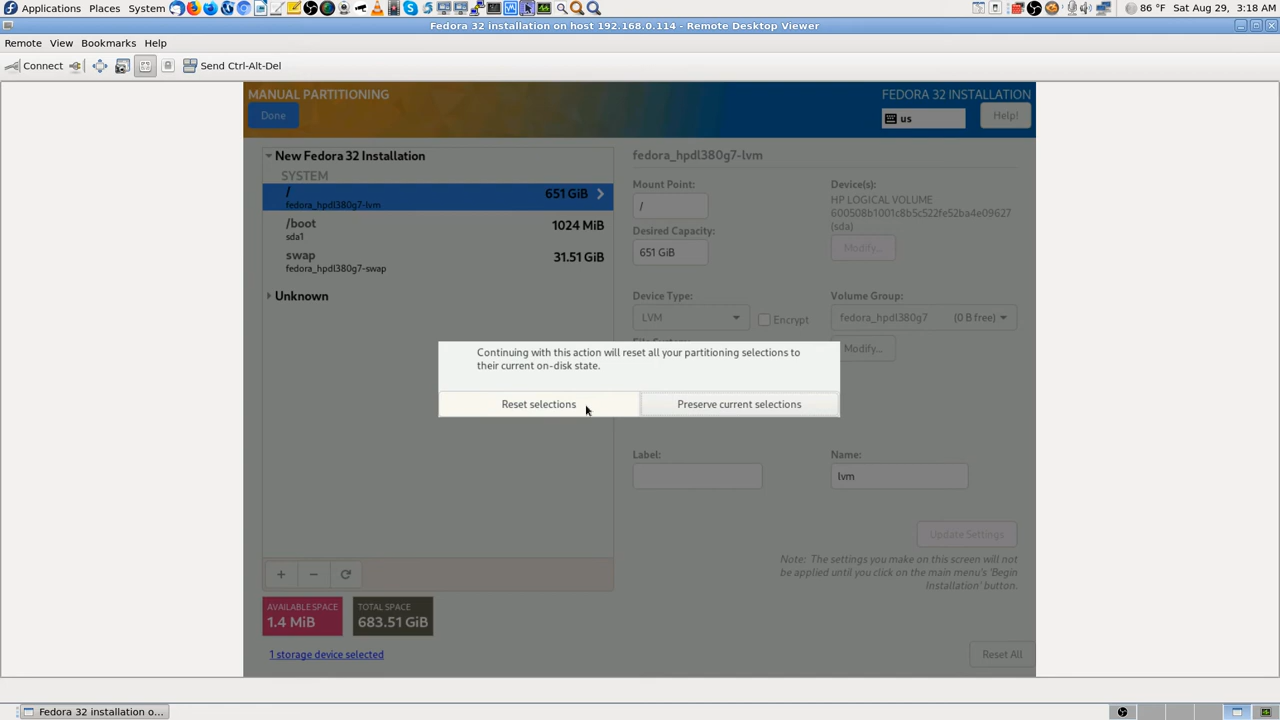 Applications Places System 86 °F Sat Aug 29, 3:18 AM
Fedora 32 installation on host 192.168.0.114 - Remote Desktop Viewer
Remote View Bookmarks Help
Connect Send Ctrl-Alt-Del
MANUAL PARTITIONING FEDORA 32 INSTALLATION
Done us Help!
New Fedora 32 Installation
SYSTEM
/ 651 GiB
fedora_hpdl380g7-lvm
/boot 1024 MiB
sda1
swap 31.51 GiB
fedora_hpdl380g7-swap
Unknown
fedora_hpdl380g7-lvm
Mount Point:
/
Device(s):
HP LOGICAL VOLUME
600508b1001c8b5c522fe52ba4e09627
(sda)
Modify...
Desired Capacity:
651 GiB
Device Type:
LVM Encrypt
Volume Group:
fedora_hpdl380g7 (0 B free)
Modify...
Continuing with this action will reset all your partitioning selections to
their current on-disk state.
Reset selections Preserve current selections
Label:
Name:
lvm
Update Settings
Note: The settings you make on this screen will not
be applied until you click on the main menu's 'Begin
Installation' button.
+ −
AVAILABLE SPACE
1.4 MiB
TOTAL SPACE
683.51 GiB
1 storage device selected
Reset All
Fedora 32 installation o...